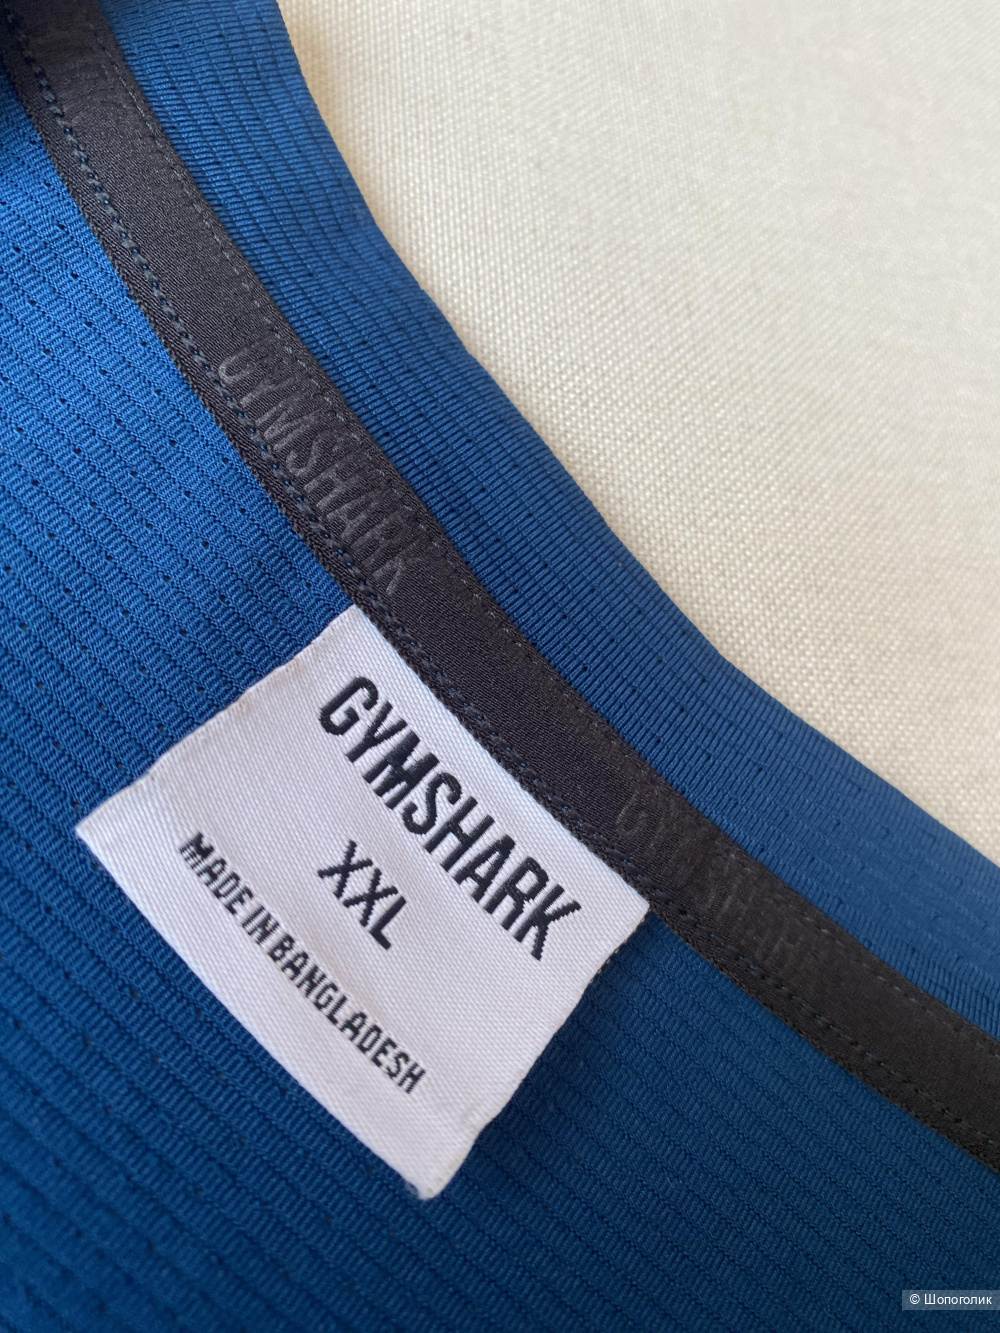 GYMSHARK
GYMSHARK
GYMSHARK
XXL
MADE IN BANGLADESH
© Шопоголик